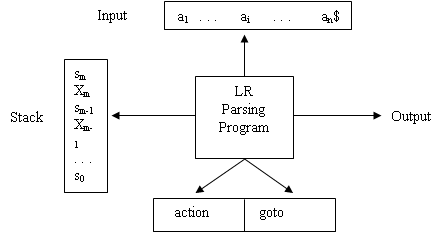 Input
a1 . . . ai . . . an$
Stack
sm
Xm
sm-1
Xm-
1
. . .
s0
LR
Parsing
Program
Output
action
goto